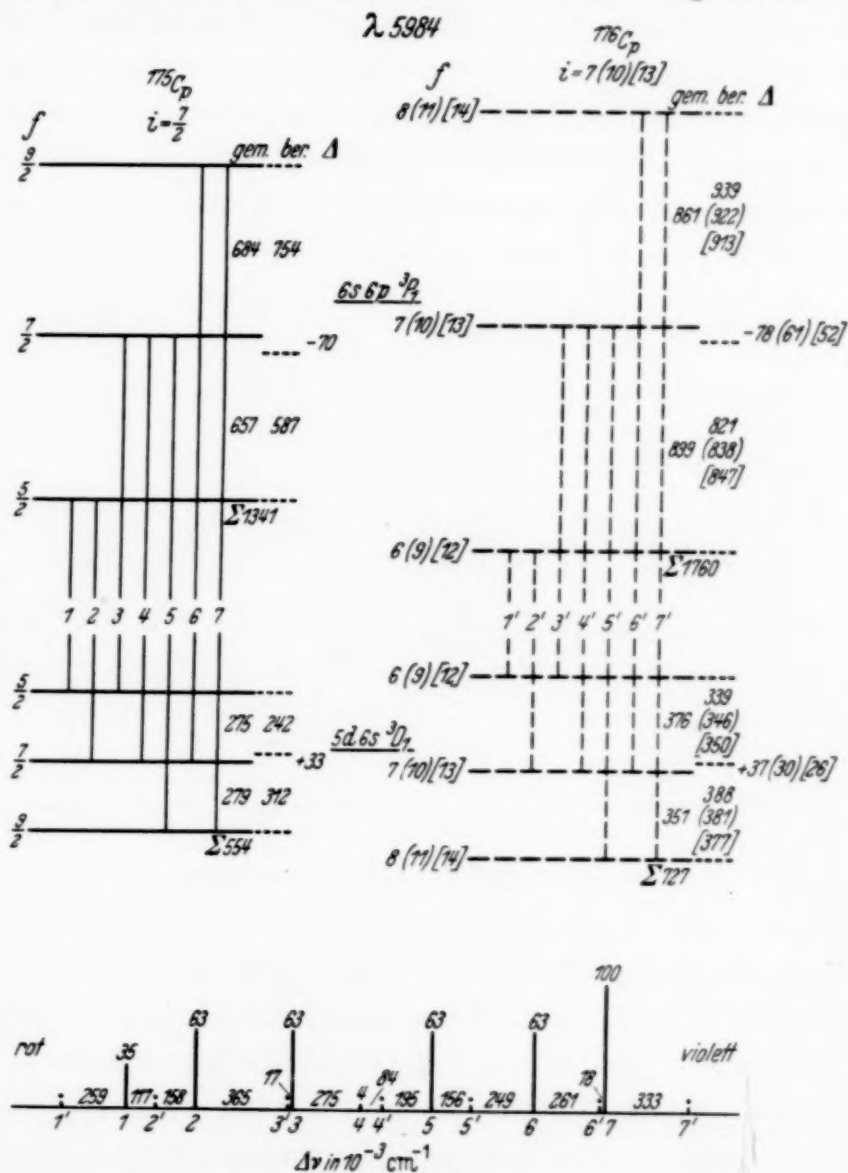 λ 5984
¹⁷⁵Cp
i = 7/2
f
gem. ber. Δ
9/2
684 754
7/2
-70
657 587
5/2
Σ1341
1 2 3 4 5 6 7
5/2
275 242
7/2
+33
279 312
9/2
Σ554
6s 6p ³P₁
5d 6s ³D₁
¹⁷⁶Cp
i = 7 (10) [13]
f
gem. ber. Δ
8 (11) [14]
939
861 (922)
[913]
7 (10) [13]
-78 (61) [52]
821
899 (838)
[847]
6 (9) [12]
Σ1760
1' 2' 3' 4' 5' 6' 7'
6 (9) [12]
339
376 (346)
[350]
7 (10) [13]
+37 (30) [26]
388
351 (381)
[377]
8 (11) [14]
Σ727
100
63 63 63 63
35
rot
violett
259 117 158 365 17 275 4 84 195 156 249 261 18 333
1' 1 2' 2 3' 3 4 4' 5 5' 6 6' 7 7'
Δν in 10⁻³ cm⁻¹